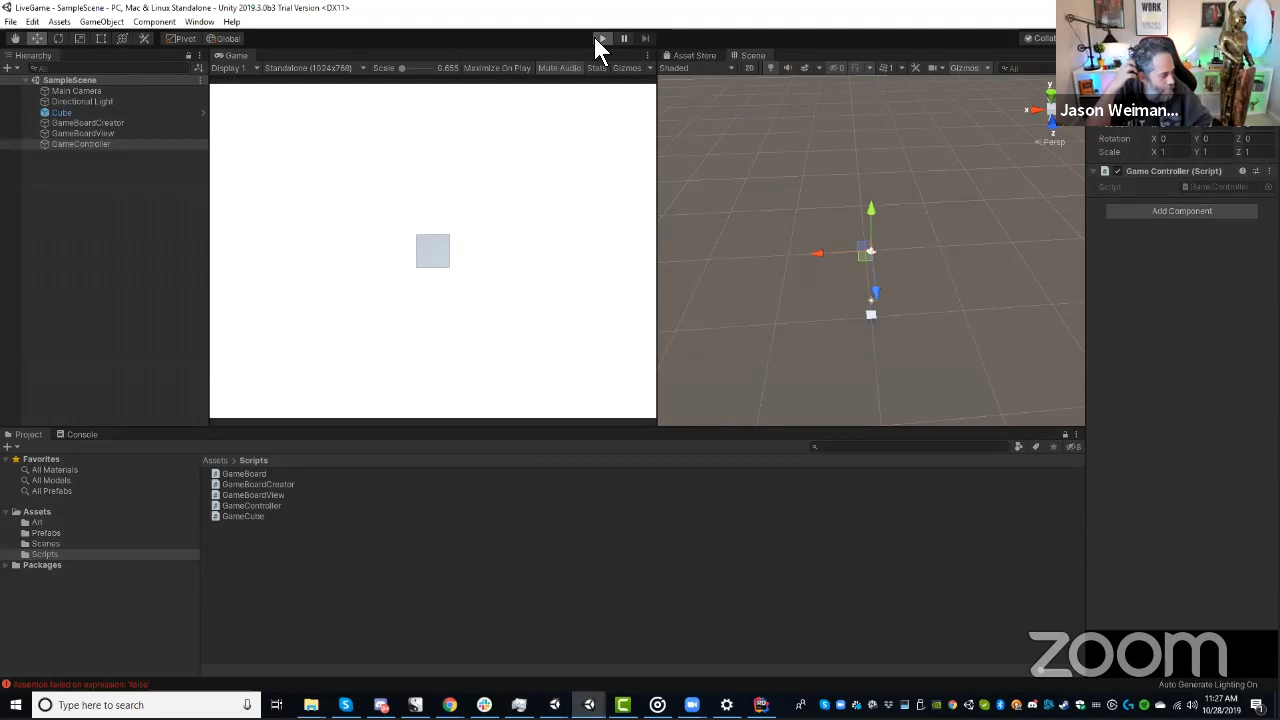 LiveGame - SampleScene - PC, Mac & Linux Standalone - Unity 2019.3.0b3 Trial Version <DX11>
File Edit Assets GameObject Component Window Help
Pivot Global
Collab
WORK
Jason Weiman...
Hierarchy
Game
Asset Store Scene
All
Display 1 Standalone (1024x768) Scale 0.655 Maximize On Play Mute Audio Stats Gizmos
Shaded 2D 0 1 Gizmos All
SampleScene
Main Camera
Directional Light
Cube
GameBoardCreator
GameBoardView
GameController
y
x
z
Persp
Rotation X 0 Y 0 Z 0
Scale X 1 Y 1 Z 1
Game Controller (Script)
Script GameController
Add Component
Project Console
8
Favorites
All Materials
All Models
All Prefabs
Assets
Art
Prefabs
Scenes
Scripts
Packages
Assets > Scripts
GameBoard
GameBoardCreator
GameBoardView
GameController
GameCube
zoom
Assertion failed on expression: 'false'
Auto Generate Lighting On
Type here to search
11:27 AM
10/28/2019